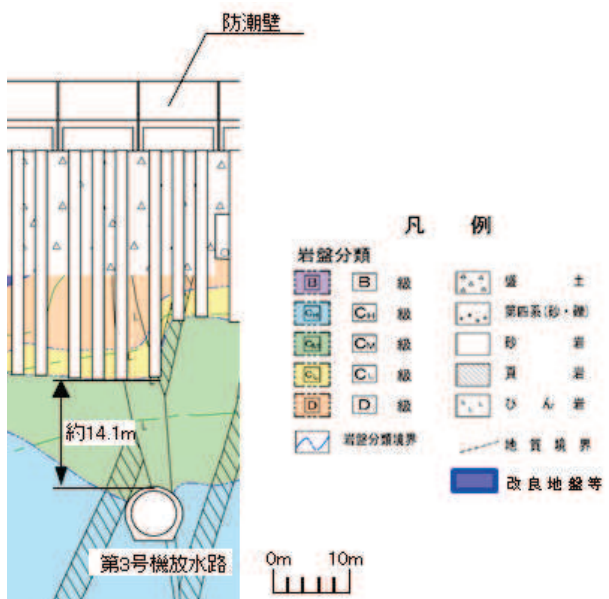 防潮壁
約14.1m
第3号機放水路
0m 10m
凡 例
岩盤分類
B B 級
CH CH 級
CM CM 級
CL CL 級
D D 級
岩盤分類境界
盛 土
第四系(砂・礫)
砂 岩
頁 岩
ひ ん 岩
地 質 境 界
改良地盤等